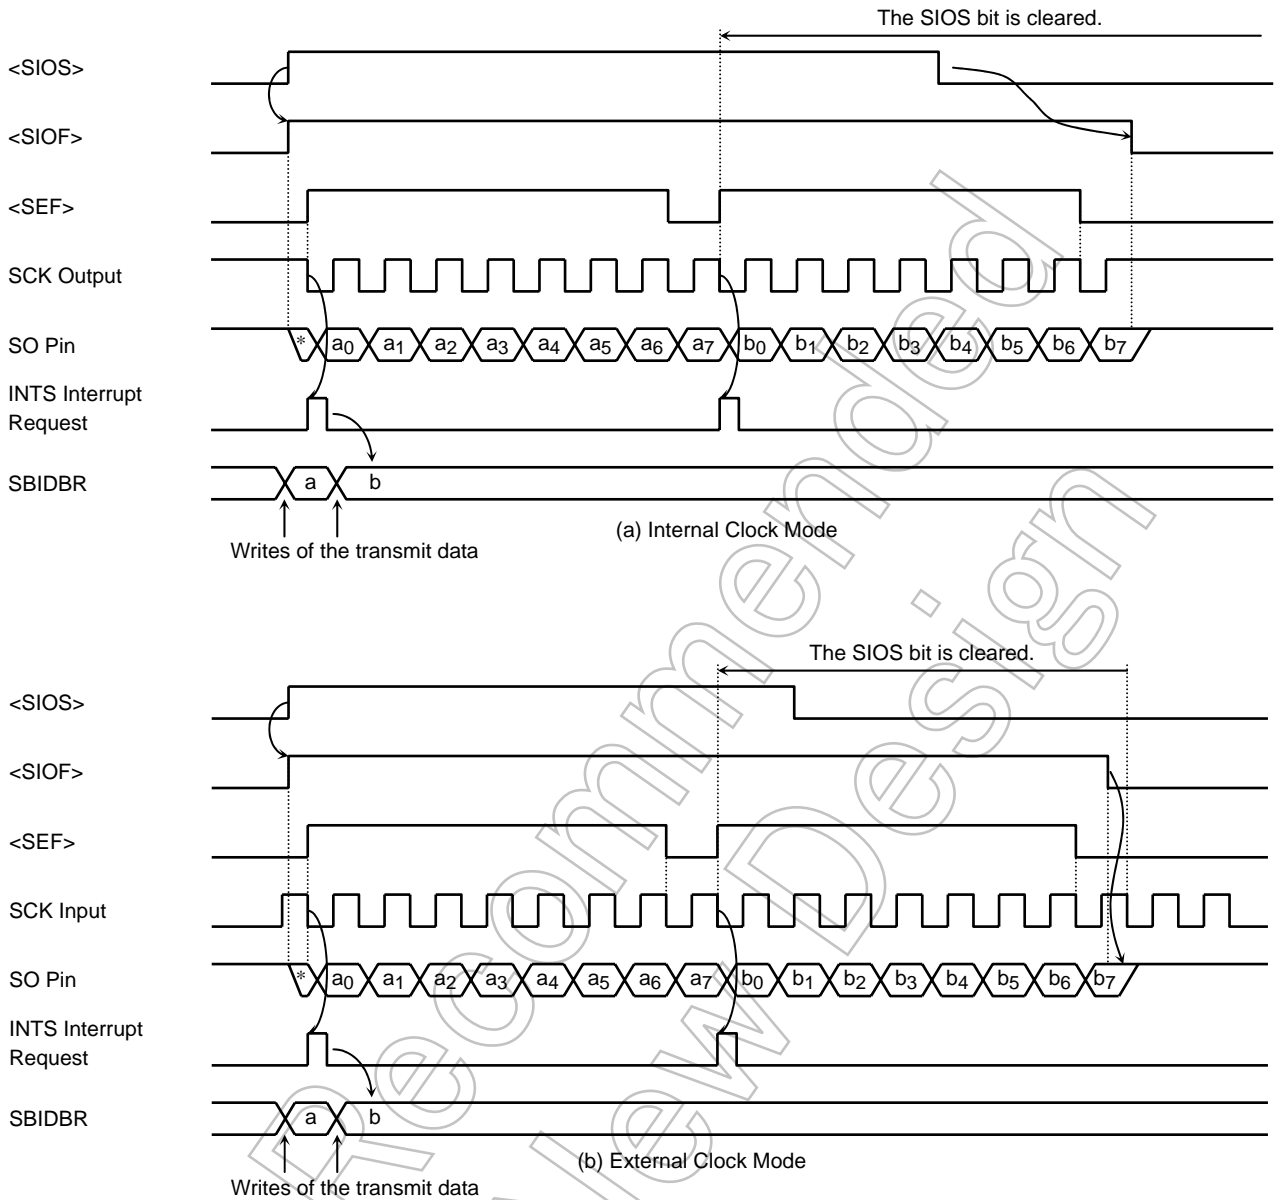 The SIOS bit is cleared.
<SIOS>
<SIOF>
<SEF>
SCK Output
SO Pin
* a0 a1 a2 a3 a4 a5 a6 a7 b0 b1 b2 b3 b4 b5 b6 b7
INTS Interrupt
Request
SBIDBR
a b
Writes of the transmit data
(a) Internal Clock Mode
The SIOS bit is cleared.
<SIOS>
<SIOF>
<SEF>
SCK Input
SO Pin
* a0 a1 a2 a3 a4 a5 a6 a7 b0 b1 b2 b3 b4 b5 b6 b7
INTS Interrupt
Request
SBIDBR
a b
Writes of the transmit data
(b) External Clock Mode
Recommended
New Design